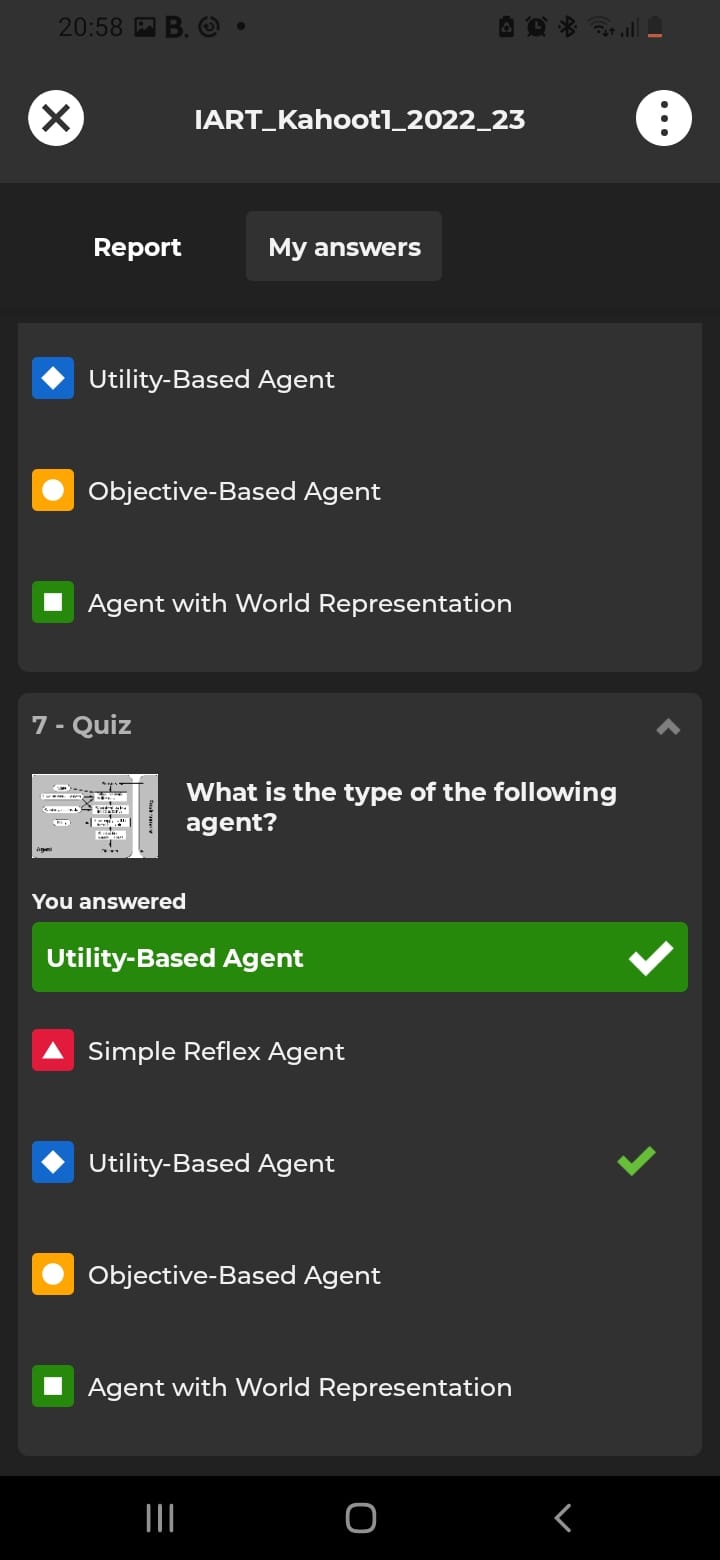 20:58 B.
IART_Kahoot1_2022_23
Report My answers
Utility-Based Agent
Objective-Based Agent
Agent with World Representation
7 - Quiz
What is the type of the following
agent?
Agent
You answered
Utility-Based Agent
Simple Reflex Agent
Utility-Based Agent
Objective-Based Agent
Agent with World Representation